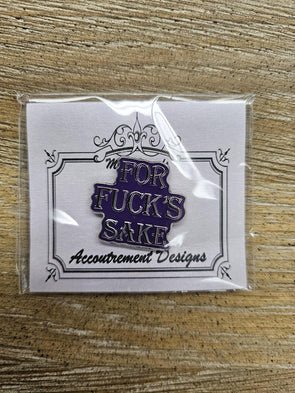 FOR
FUCK'S
SAKE
Accoutrement Designs